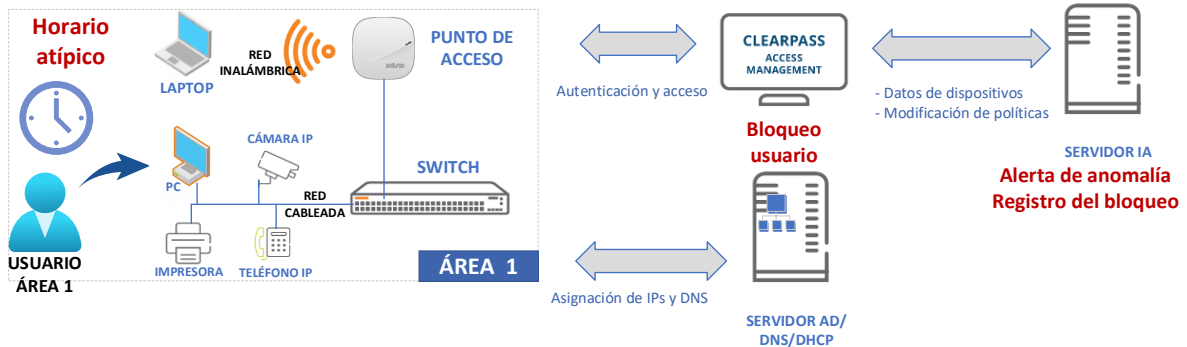 Horario
atípico
LAPTOP
RED
INALÁMBRICA
PUNTO DE
ACCESO
CÁMARA IP
PC
SWITCH
RED
CABLEADA
IMPRESORA
TELÉFONO IP
USUARIO
ÁREA 1
ÁREA 1
Autenticación y acceso
CLEARPASS
ACCESS
MANAGEMENT
Bloqueo
usuario
- Datos de dispositivos
- Modificación de políticas
SERVIDOR IA
Alerta de anomalía
Registro del bloqueo
Asignación de IPs y DNS
SERVIDOR AD/
DNS/DHCP